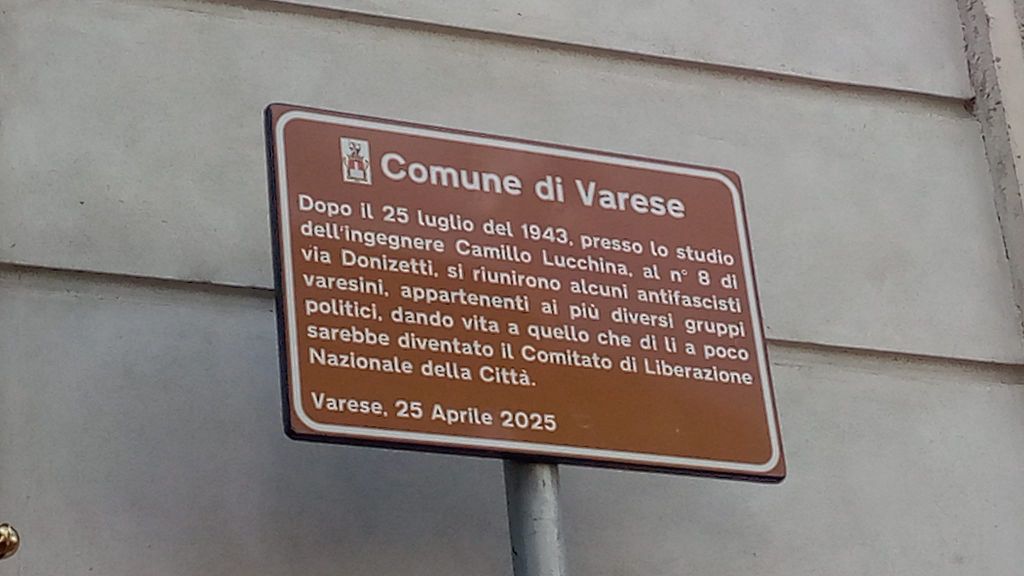 Comune di Varese
Dopo il 25 luglio del 1943, presso lo studio
dell'ingegnere Camillo Lucchina, al n° 8 di
via Donizetti, si riunirono alcuni antifascisti
varesini, appartenenti ai più diversi gruppi
politici, dando vita a quello che di lì a poco
sarebbe diventato il Comitato di Liberazione
Nazionale della Città.
Varese, 25 Aprile 2025